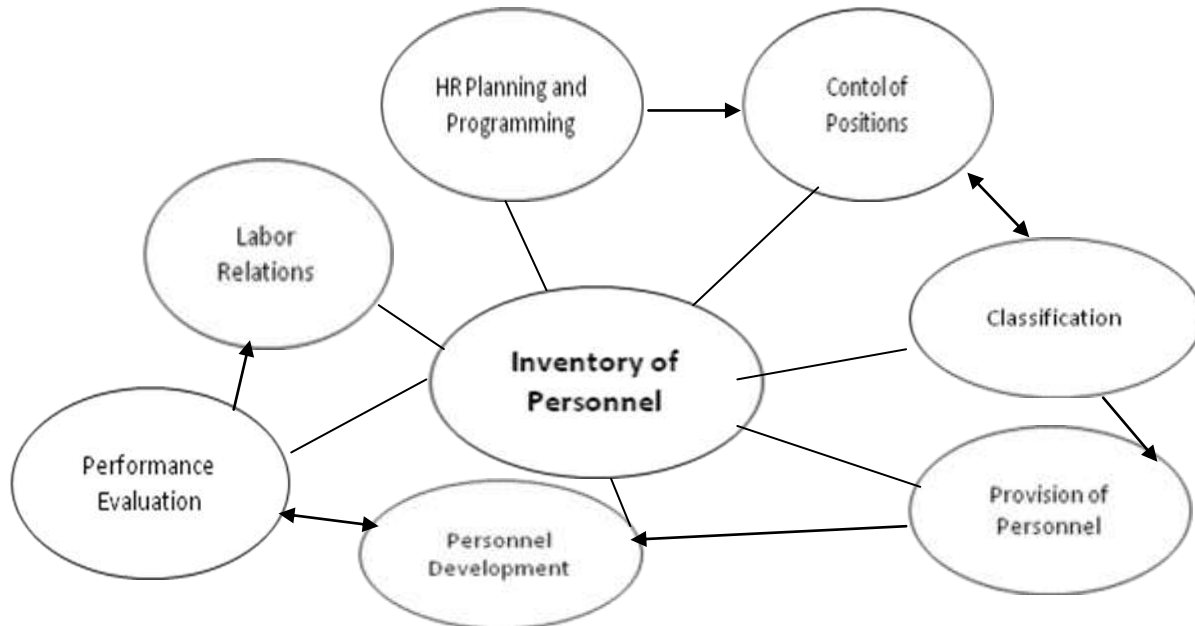 HR Planning and
Programming
Contol of
Positions
Labor
Relations
Classification
Inventory of
Personnel
Performance
Evaluation
Provision of
Personnel
Personnel
Development